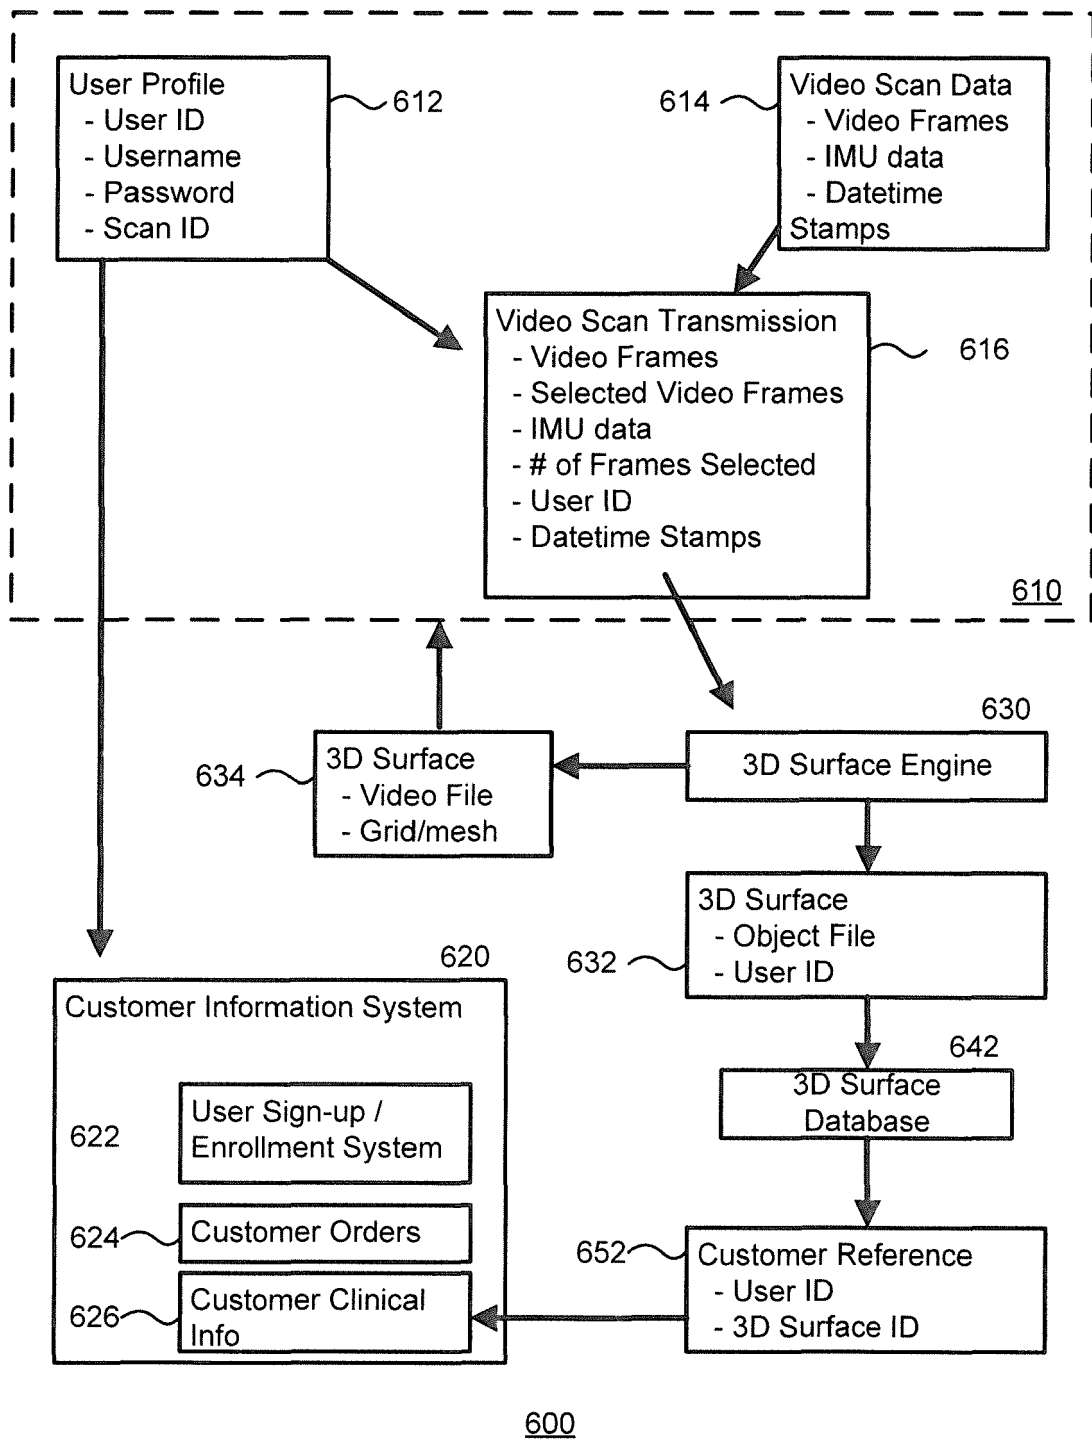 User Profile
- User ID
- Username
- Password
- Scan ID
612
614
Video Scan Data
- Video Frames
- IMU data
- Datetime
Stamps
Video Scan Transmission
- Video Frames
- Selected Video Frames
- IMU data
- # of Frames Selected
- User ID
- Datetime Stamps
616
610
630
3D Surface Engine
634
3D Surface
- Video File
- Grid/mesh
632
3D Surface
- Object File
- User ID
620
Customer Information System
622
User Sign-up /
Enrollment System
624
Customer Orders
626
Customer Clinical
Info
642
3D Surface
Database
652
Customer Reference
- User ID
- 3D Surface ID
600